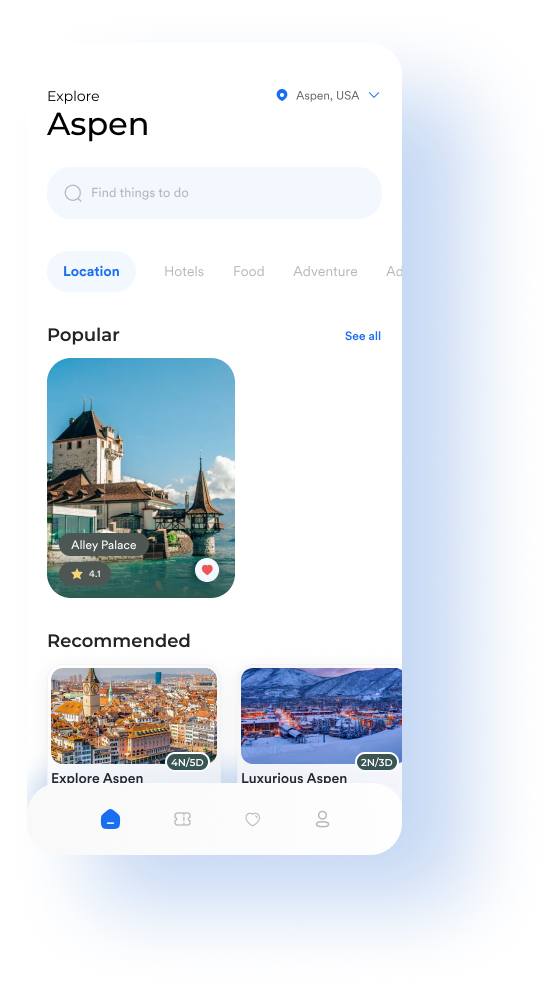 Explore
Aspen, USA
Aspen
Find things to do
Location Hotels Food Adventure Ad
Popular See all
Alley Palace
4.1
Recommended
4N/5D 2N/3D
Explore Aspen Luxurious Aspen